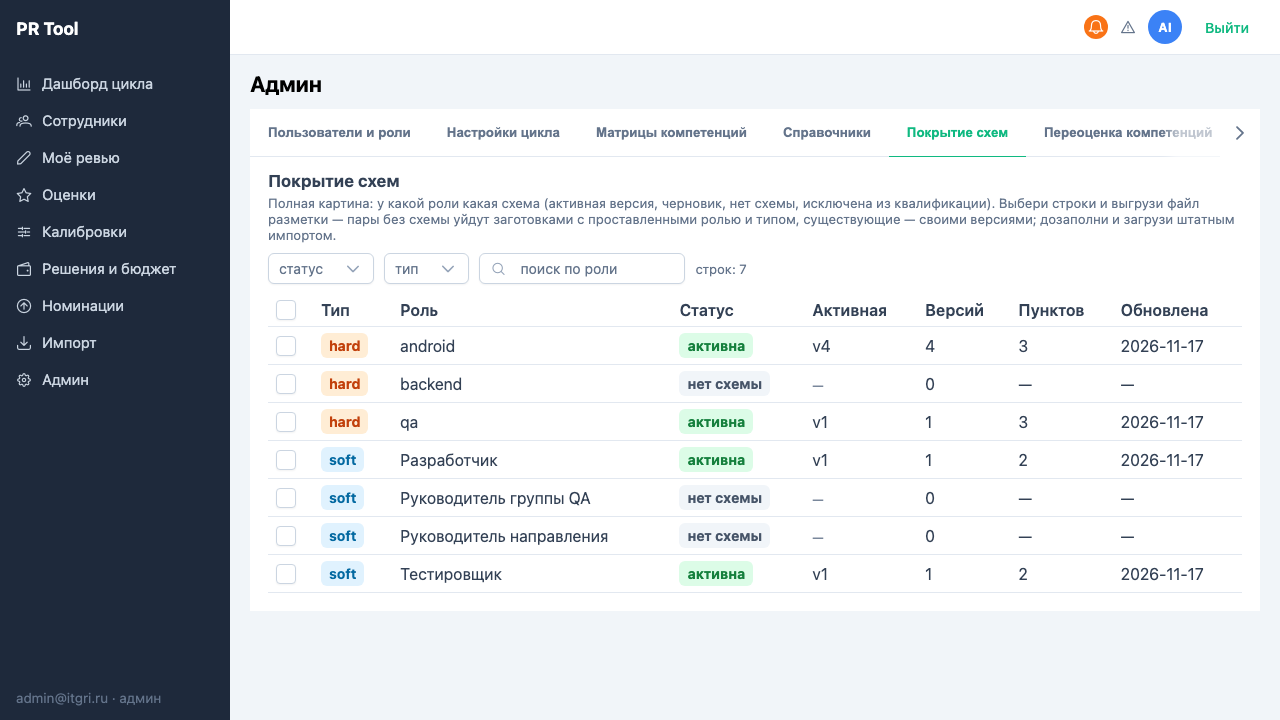 PR Tool
Дашборд цикла
Сотрудники
Моё ревью
Оценки
Калибровки
Решения и бюджет
Номинации
Импорт
Админ
admin@itgri.ru · админ
AI
Выйти
Админ
Пользователи и роли
Настройки цикла
Матрицы компетенций
Справочники
Покрытие схем
Переоценка компетенций
Покрытие схем
Полная картина: у какой роли какая схема (активная версия, черновик, нет схемы, исключена из квалификации). Выбери строки и выгрузи файл
разметки — пары без схемы уйдут заготовками с проставленными ролью и типом, существующие — своими версиями; дозаполни и загрузи штатным
импортом.
статус тип поиск по роли строк: 7
Тип Роль Статус Активная Версий Пунктов Обновлена
hard android активна v4 4 3 2026-11-17
hard backend нет схемы — 0 — —
hard qa активна v1 1 3 2026-11-17
soft Разработчик активна v1 1 2 2026-11-17
soft Руководитель группы QA нет схемы — 0 — —
soft Руководитель направления нет схемы — 0 — —
soft Тестировщик активна v1 1 2 2026-11-17